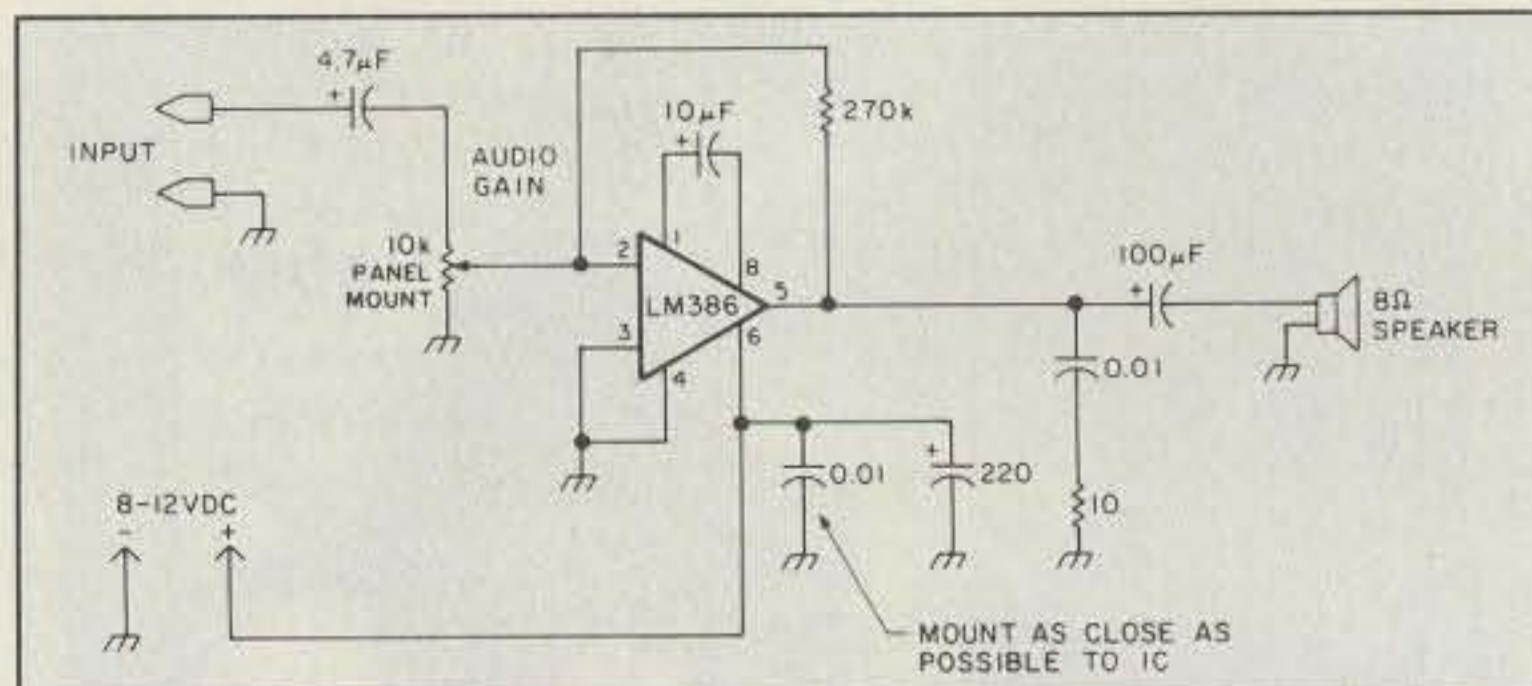 4.7µF
+
INPUT
AUDIO
GAIN
10k
PANEL
MOUNT
10µF
+
270k
2
1
8
LM386
5
3
6
4
100µF
+
8Ω
SPEAKER
0.01
10
0.01
+
220
8-12VDC
- +
MOUNT AS CLOSE AS
POSSIBLE TO IC